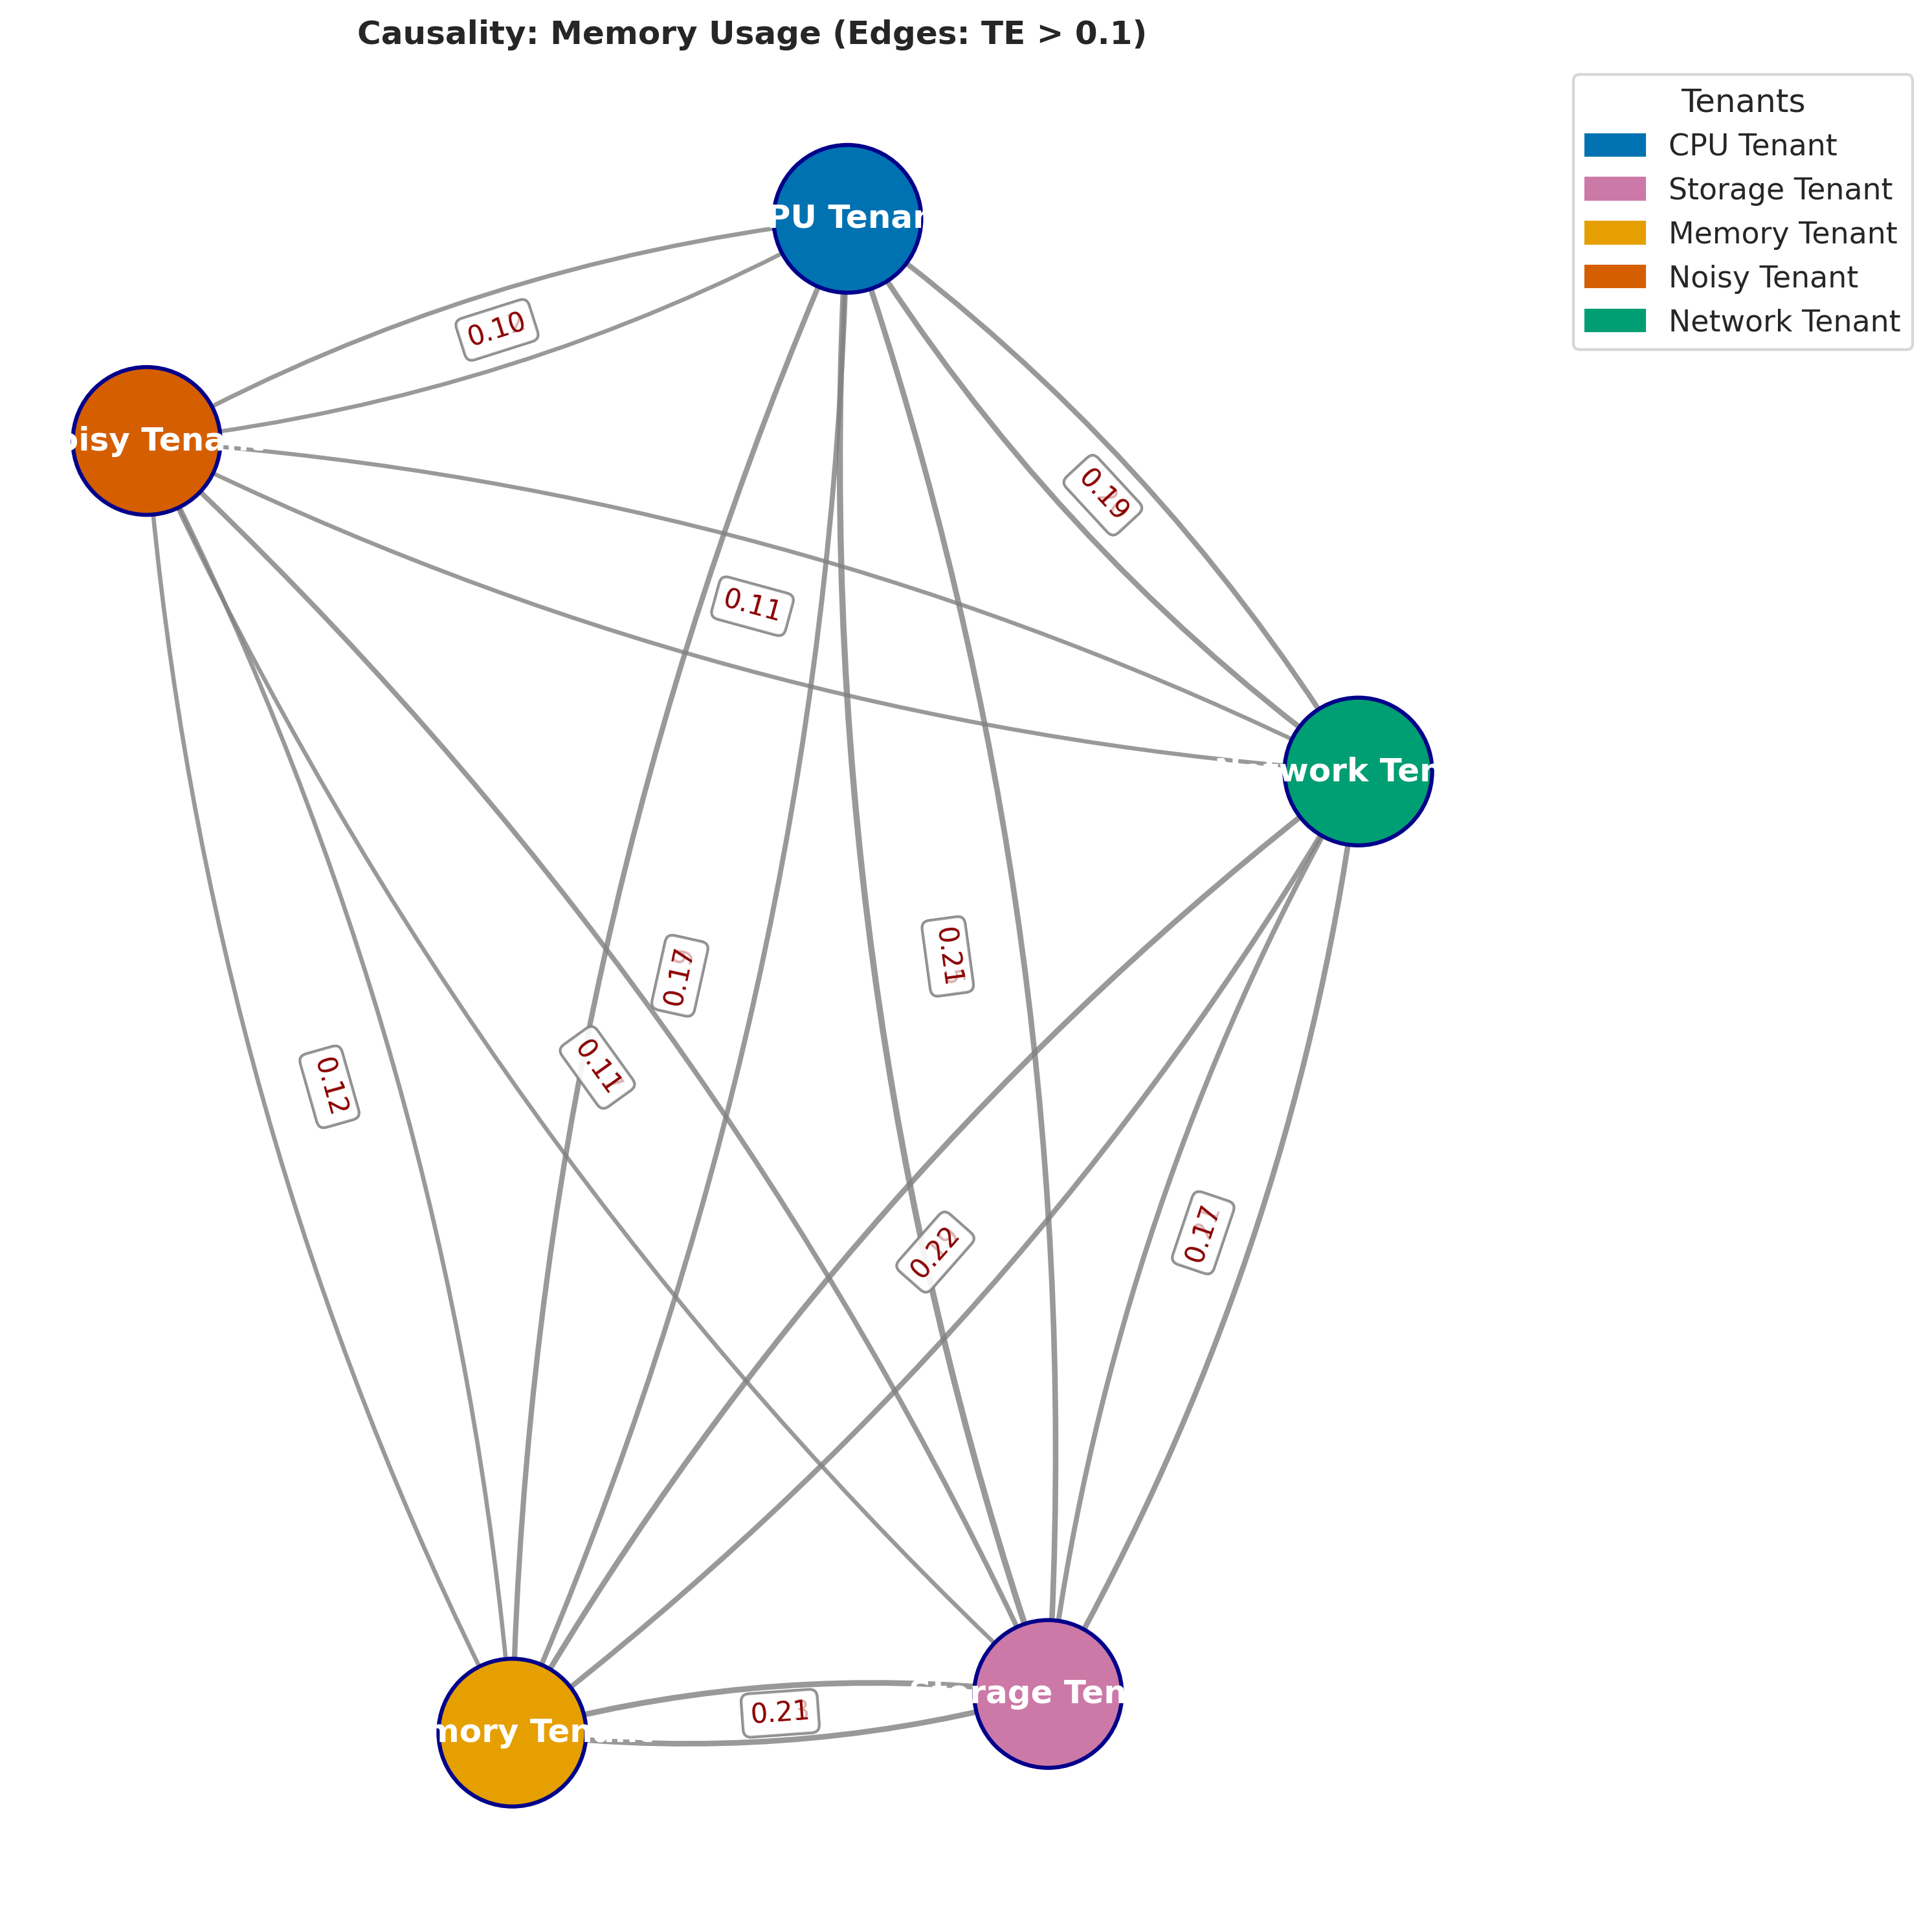 Causality: Memory Usage (Edges: TE > 0.1)
Tenants
CPU Tenant
Storage Tenant
Memory Tenant
Noisy Tenant
Network Tenant
PU Tenan
0.10
oisy Tena
0.19
0.11
work Ten
0.17
0.21
0.11
0.12
0.22
0.17
rage Ten
0.21
mory Tenant